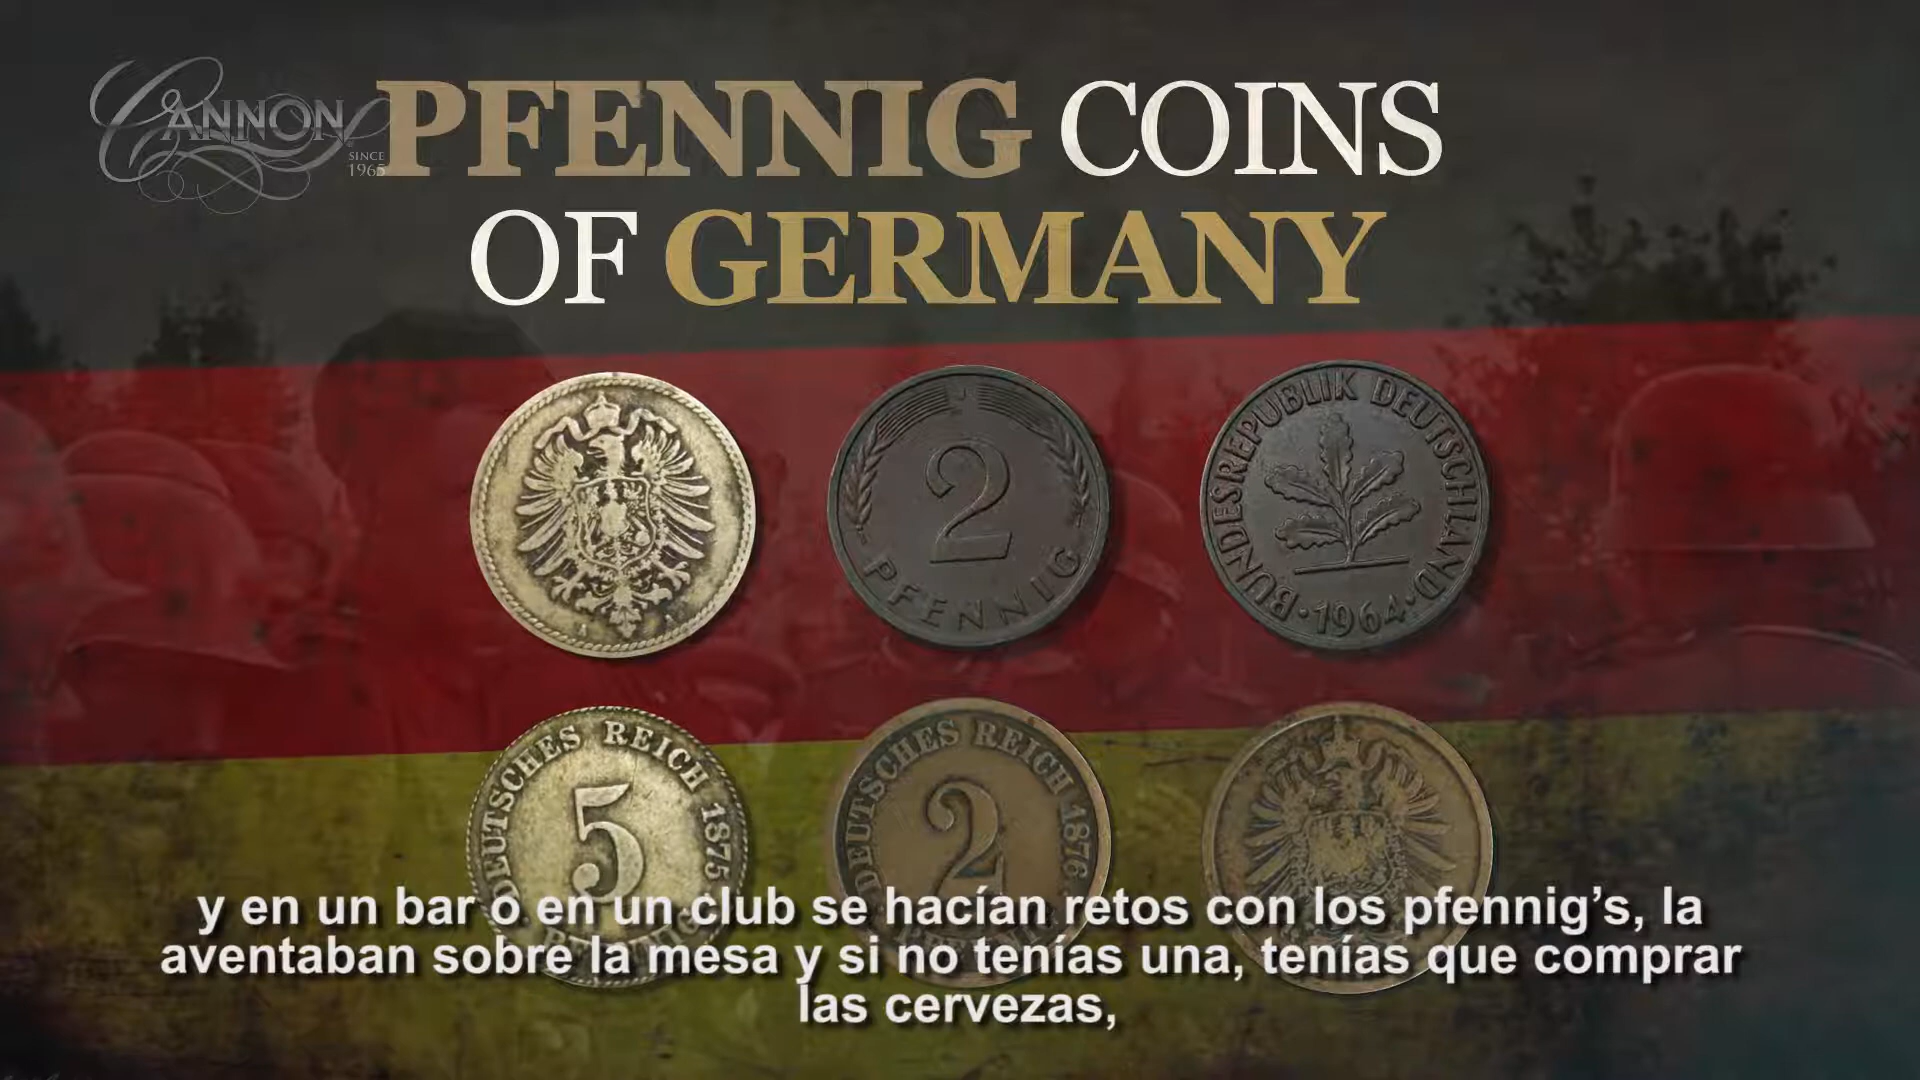 CANNON
SINCE
1965
PFENNIG COINS
OF GERMANY
2
PFENNIG
BUNDESREPUBLIK DEUTSCHLAND
1964
DEUTSCHES REICH 1875
5
DEUTSCHES REICH 1876
2
y en un bar o en un club se hacían retos con los pfennig’s, la
aventaban sobre la mesa y si no tenías una, tenías que comprar
las cervezas,